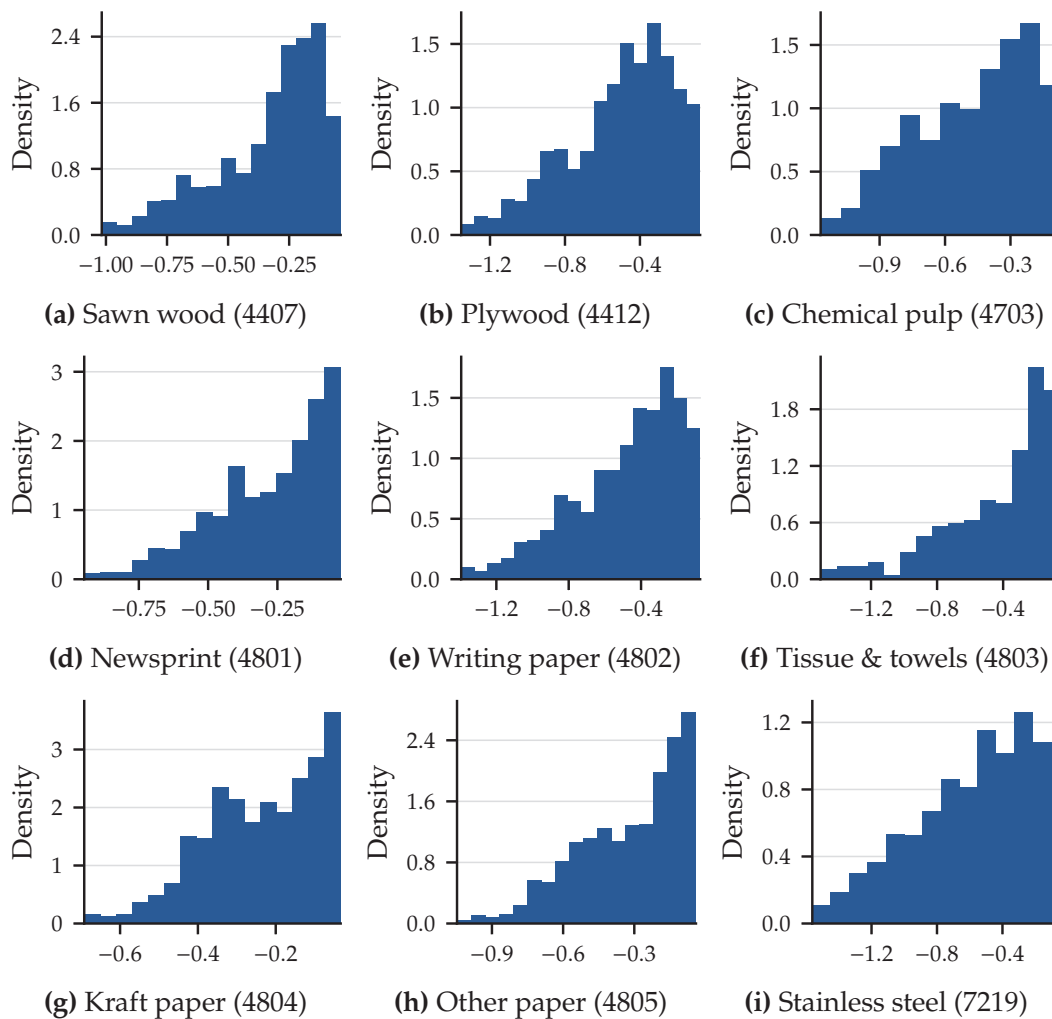 Density
2.4
1.6
0.8
0.0
−1.00 −0.75 −0.50 −0.25
(a) Sawn wood (4407)
Density
1.5
1.0
0.5
0.0
−1.2 −0.8 −0.4
(b) Plywood (4412)
Density
1.5
1.0
0.5
0.0
−0.9 −0.6 −0.3
(c) Chemical pulp (4703)
Density
3
2
1
0
−0.75 −0.50 −0.25
(d) Newsprint (4801)
Density
1.5
1.0
0.5
0.0
−1.2 −0.8 −0.4
(e) Writing paper (4802)
Density
1.8
1.2
0.6
0.0
−1.2 −0.8 −0.4
(f) Tissue & towels (4803)
Density
3
2
1
0
−0.6 −0.4 −0.2
(g) Kraft paper (4804)
Density
2.4
1.6
0.8
0.0
−0.9 −0.6 −0.3
(h) Other paper (4805)
Density
1.2
0.8
0.4
0.0
−1.2 −0.8 −0.4
(i) Stainless steel (7219)